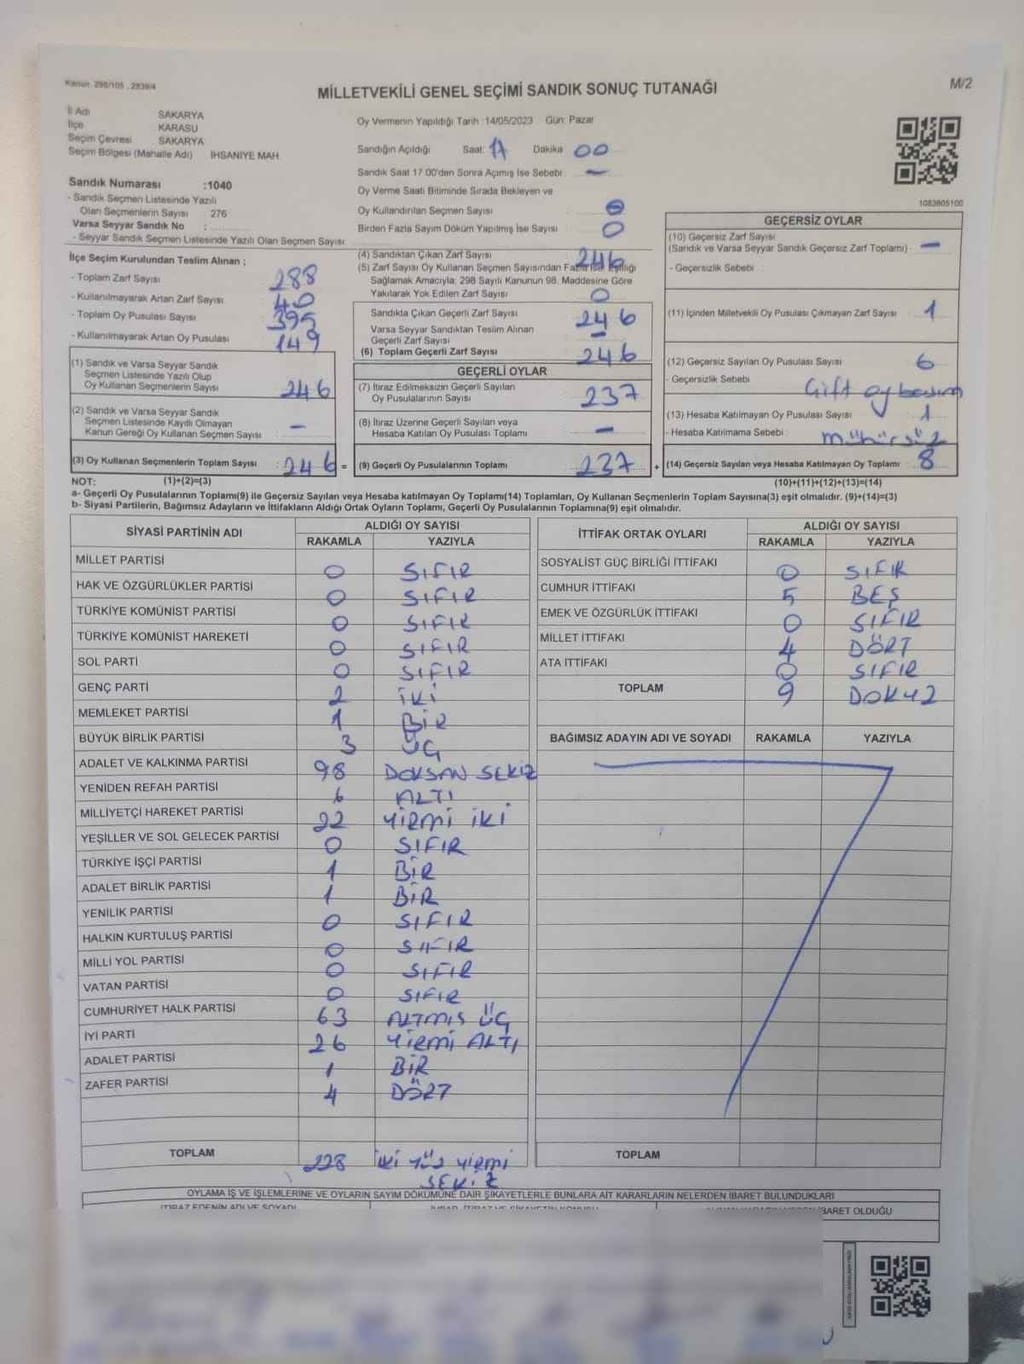 Kanun: 298/105 , 2839/4
M/2
MİLLETVEKİLİ GENEL SEÇİMİ SANDIK SONUÇ TUTANAĞI
İl Adı SAKARYA
İlçe KARASU
Seçim Çevresi SAKARYA
Seçim Bölgesi (Mahalle Adı) İHSANİYE MAH
Sandık Numarası :1040
- Sandık Seçmen Listesinde Yazılı
Olan Seçmenlerin Sayısı 276
Varsa Seyyar Sandık No :
- Seyyar Sandık Seçmen Listesinde Yazılı Olan Seçmen Sayısı:
İlçe Seçim Kurulundan Teslim Alınan ;
- Toplam Zarf Sayısı 288
- Kullanılmayarak Artan Zarf Sayısı 40
- Toplam Oy Pusulası Sayısı 395
- Kullanılmayarak Artan Oy Pusulası 149
(1) Sandık ve Varsa Seyyar Sandık
Seçmen Listesinde Yazılı Olup
Oy Kullanan Seçmenlerin Sayısı 246
(2) Sandık ve Varsa Seyyar Sandık
Seçmen Listesinde Kayıtlı Olmayan
Kanun Gereği Oy Kullanan Seçmen Sayısı –
(3) Oy Kullanan Seçmenlerin Toplam Sayısı 246 =
Oy Vermenin Yapıldığı Tarih :14/05/2023 Gün: Pazar
Sandığın Açıldığı Saat: 17 Dakika 00
Sandık Saat 17.00'den Sonra Açılmış İse Sebebi –
Oy Verme Saati Bitiminde Sırada Bekleyen ve
Oy Kullandırılan Seçmen Sayısı
Birden Fazla Sayım Döküm Yapılmış İse Sayısı 0
(4) Sandıktan Çıkan Zarf Sayısı 246
(5) Zarf Sayısı Oy Kullanan Seçmen Sayısından Fazla İse Eşitliği
Sağlamak Amacıyla; 298 Sayılı Kanunun 98. Maddesine Göre
Yakılarak Yok Edilen Zarf Sayısı 0
Sandıkta Çıkan Geçerli Zarf Sayısı 246
Varsa Seyyar Sandıktan Teslim Alınan
Geçerli Zarf Sayısı –
(6) Toplam Geçerli Zarf Sayısı 246
GEÇERLİ OYLAR
(7) İtiraz Edilmeksizin Geçerli Sayılan
Oy Pusulalarının Sayısı 237
(8) İtiraz Üzerine Geçerli Sayılan veya
Hesaba Katılan Oy Pusulası Toplamı –
(9) Geçerli Oy Pusulalarının Toplamı 237 +
1083805100
GEÇERSİZ OYLAR
(10) Geçersiz Zarf Sayısı
(Sandık ve Varsa Seyyar Sandık Geçersiz Zarf Toplamı) –
- Geçersizlik Sebebi :
(11) İçinden Milletvekili Oy Pusulası Çıkmayan Zarf Sayısı 1
(12) Geçersiz Sayılan Oy Pusulası Sayısı 6
- Geçersizlik Sebebi Çift oy basım
(13) Hesaba Katılmayan Oy Pusulası Sayısı 1
- Hesaba Katılmama Sebebi mühürsüz
(14) Geçersiz Sayılan veya Hesaba Katılmayan Oy Toplamı 8
NOT: (1)+(2)=(3) (10)+(11)+(12)+(13)=(14)
a- Geçerli Oy Pusulalarının Toplamı(9) ile Geçersiz Sayılan veya Hesaba katılmayan Oy Toplamı(14) Toplamları, Oy Kullanan Seçmenlerin Toplam Sayısına(3) eşit olmalıdır. (9)+(14)=(3)
b- Siyasi Partilerin, Bağımsız Adayların ve İttifakların Aldığı Ortak Oyların Toplamı, Geçerli Oy Pusulalarının Toplamına(9) eşit olmalıdır.
SİYASİ PARTİNİN ADI ALDIĞI OY SAYISI
RAKAMLA YAZIYLA
MİLLET PARTİSİ 0 SIFIR
HAK VE ÖZGÜRLÜKLER PARTİSİ 0 SIFIR
TÜRKİYE KOMÜNİST PARTİSİ 0 SIFIR
TÜRKİYE KOMÜNİST HAREKETİ 0 SIFIR
SOL PARTİ 0 SIFIR
GENÇ PARTİ 2 İKİ
MEMLEKET PARTİSİ 1 BİR
BÜYÜK BİRLİK PARTİSİ 3 ÜÇ
ADALET VE KALKINMA PARTİSİ 98 DOKSAN SEKİZ
YENİDEN REFAH PARTİSİ 6 ALTI
MİLLİYETÇİ HAREKET PARTİSİ 22 YİRMİ İKİ
YEŞİLLER VE SOL GELECEK PARTİSİ 0 SIFIR
TÜRKİYE İŞÇİ PARTİSİ 1 BİR
ADALET BİRLİK PARTİSİ 1 BİR
YENİLİK PARTİSİ 0 SIFIR
HALKIN KURTULUŞ PARTİSİ 0 SIFIR
MİLLİ YOL PARTİSİ 0 SIFIR
VATAN PARTİSİ 0 SIFIR
CUMHURİYET HALK PARTİSİ 63 ALTMIŞ ÜÇ
İYİ PARTİ 26 YİRMİ ALTI
ADALET PARTİSİ 1 BİR
ZAFER PARTİSİ 4 DÖRT
TOPLAM 228 İKİ YÜZ YİRMİ
SEKİZ
İTTİFAK ORTAK OYLARI ALDIĞI OY SAYISI
RAKAMLA YAZIYLA
SOSYALİST GÜÇ BİRLİĞİ İTTİFAKI 0 SIFIR
CUMHUR İTTİFAKI 5 BEŞ
EMEK VE ÖZGÜRLÜK İTTİFAKI 0 SIFIR
MİLLET İTTİFAKI 4 DÖRT
ATA İTTİFAKI 0 SIFIR
TOPLAM 9 DOKUZ
BAĞIMSIZ ADAYIN ADI VE SOYADI RAKAMLA YAZIYLA
TOPLAM
OYLAMA İŞ VE İŞLEMLERİNE VE OYLARIN SAYIM DÖKÜMÜNE DAİR ŞİKAYETLERLE BUNLARA AİT KARARLARIN NELERDEN İBARET BULUNDUKLARI
İTİRAZ EDENİN ADI VE SOYADI
İBARET OLDUĞU